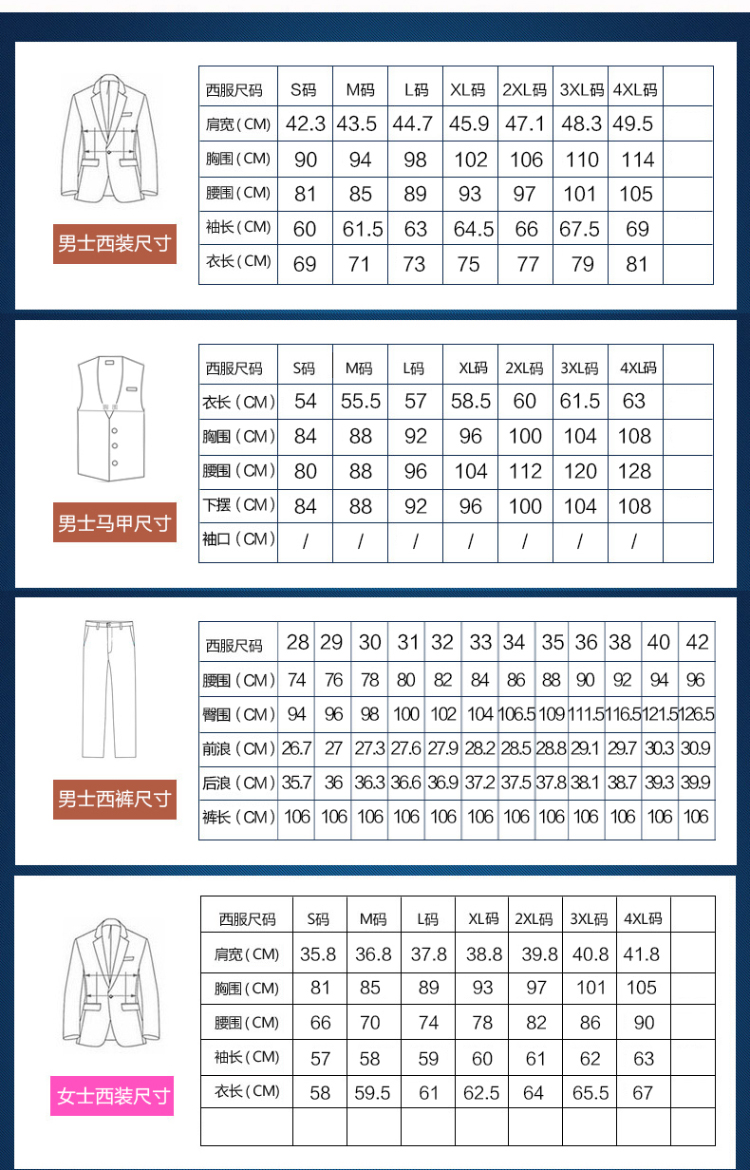 西服尺码 S码 M码 L码 XL码 2XL码 3XL码 4XL码
肩宽(CM) 42.3 43.5 44.7 45.9 47.1 48.3 49.5
胸围(CM) 90 94 98 102 106 110 114
腰围(CM) 81 85 89 93 97 101 105
袖长(CM) 60 61.5 63 64.5 66 67.5 69
衣长(CM) 69 71 73 75 77 79 81
男士西装尺寸
西服尺码 S码 M码 L码 XL码 2XL码 3XL码 4XL码
衣长(CM) 54 55.5 57 58.5 60 61.5 63
胸围(CM) 84 88 92 96 100 104 108
腰围(CM) 80 88 96 104 112 120 128
下摆(CM) 84 88 92 96 100 104 108
袖口(CM) / / / / / / /
男士马甲尺寸
西服尺码 28 29 30 31 32 33 34 35 36 38 40 42
腰围(CM) 74 76 78 80 82 84 86 88 90 92 94 96
臀围(CM) 94 96 98 100 102 104 106.5 109 111.5 116.5 121.5 126.5
前浪(CM) 26.7 27 27.3 27.6 27.9 28.2 28.5 28.8 29.1 29.7 30.3 30.9
后浪(CM) 35.7 36 36.3 36.6 36.9 37.2 37.5 37.8 38.1 38.7 39.3 39.9
裤长(CM) 106 106 106 106 106 106 106 106 106 106 106 106
男士西裤尺寸
西服尺码 S码 M码 L码 XL码 2XL码 3XL码 4XL码
肩宽(CM) 35.8 36.8 37.8 38.8 39.8 40.8 41.8
胸围(CM) 81 85 89 93 97 101 105
腰围(CM) 66 70 74 78 82 86 90
袖长(CM) 57 58 59 60 61 62 63
衣长(CM) 58 59.5 61 62.5 64 65.5 67
女士西装尺寸